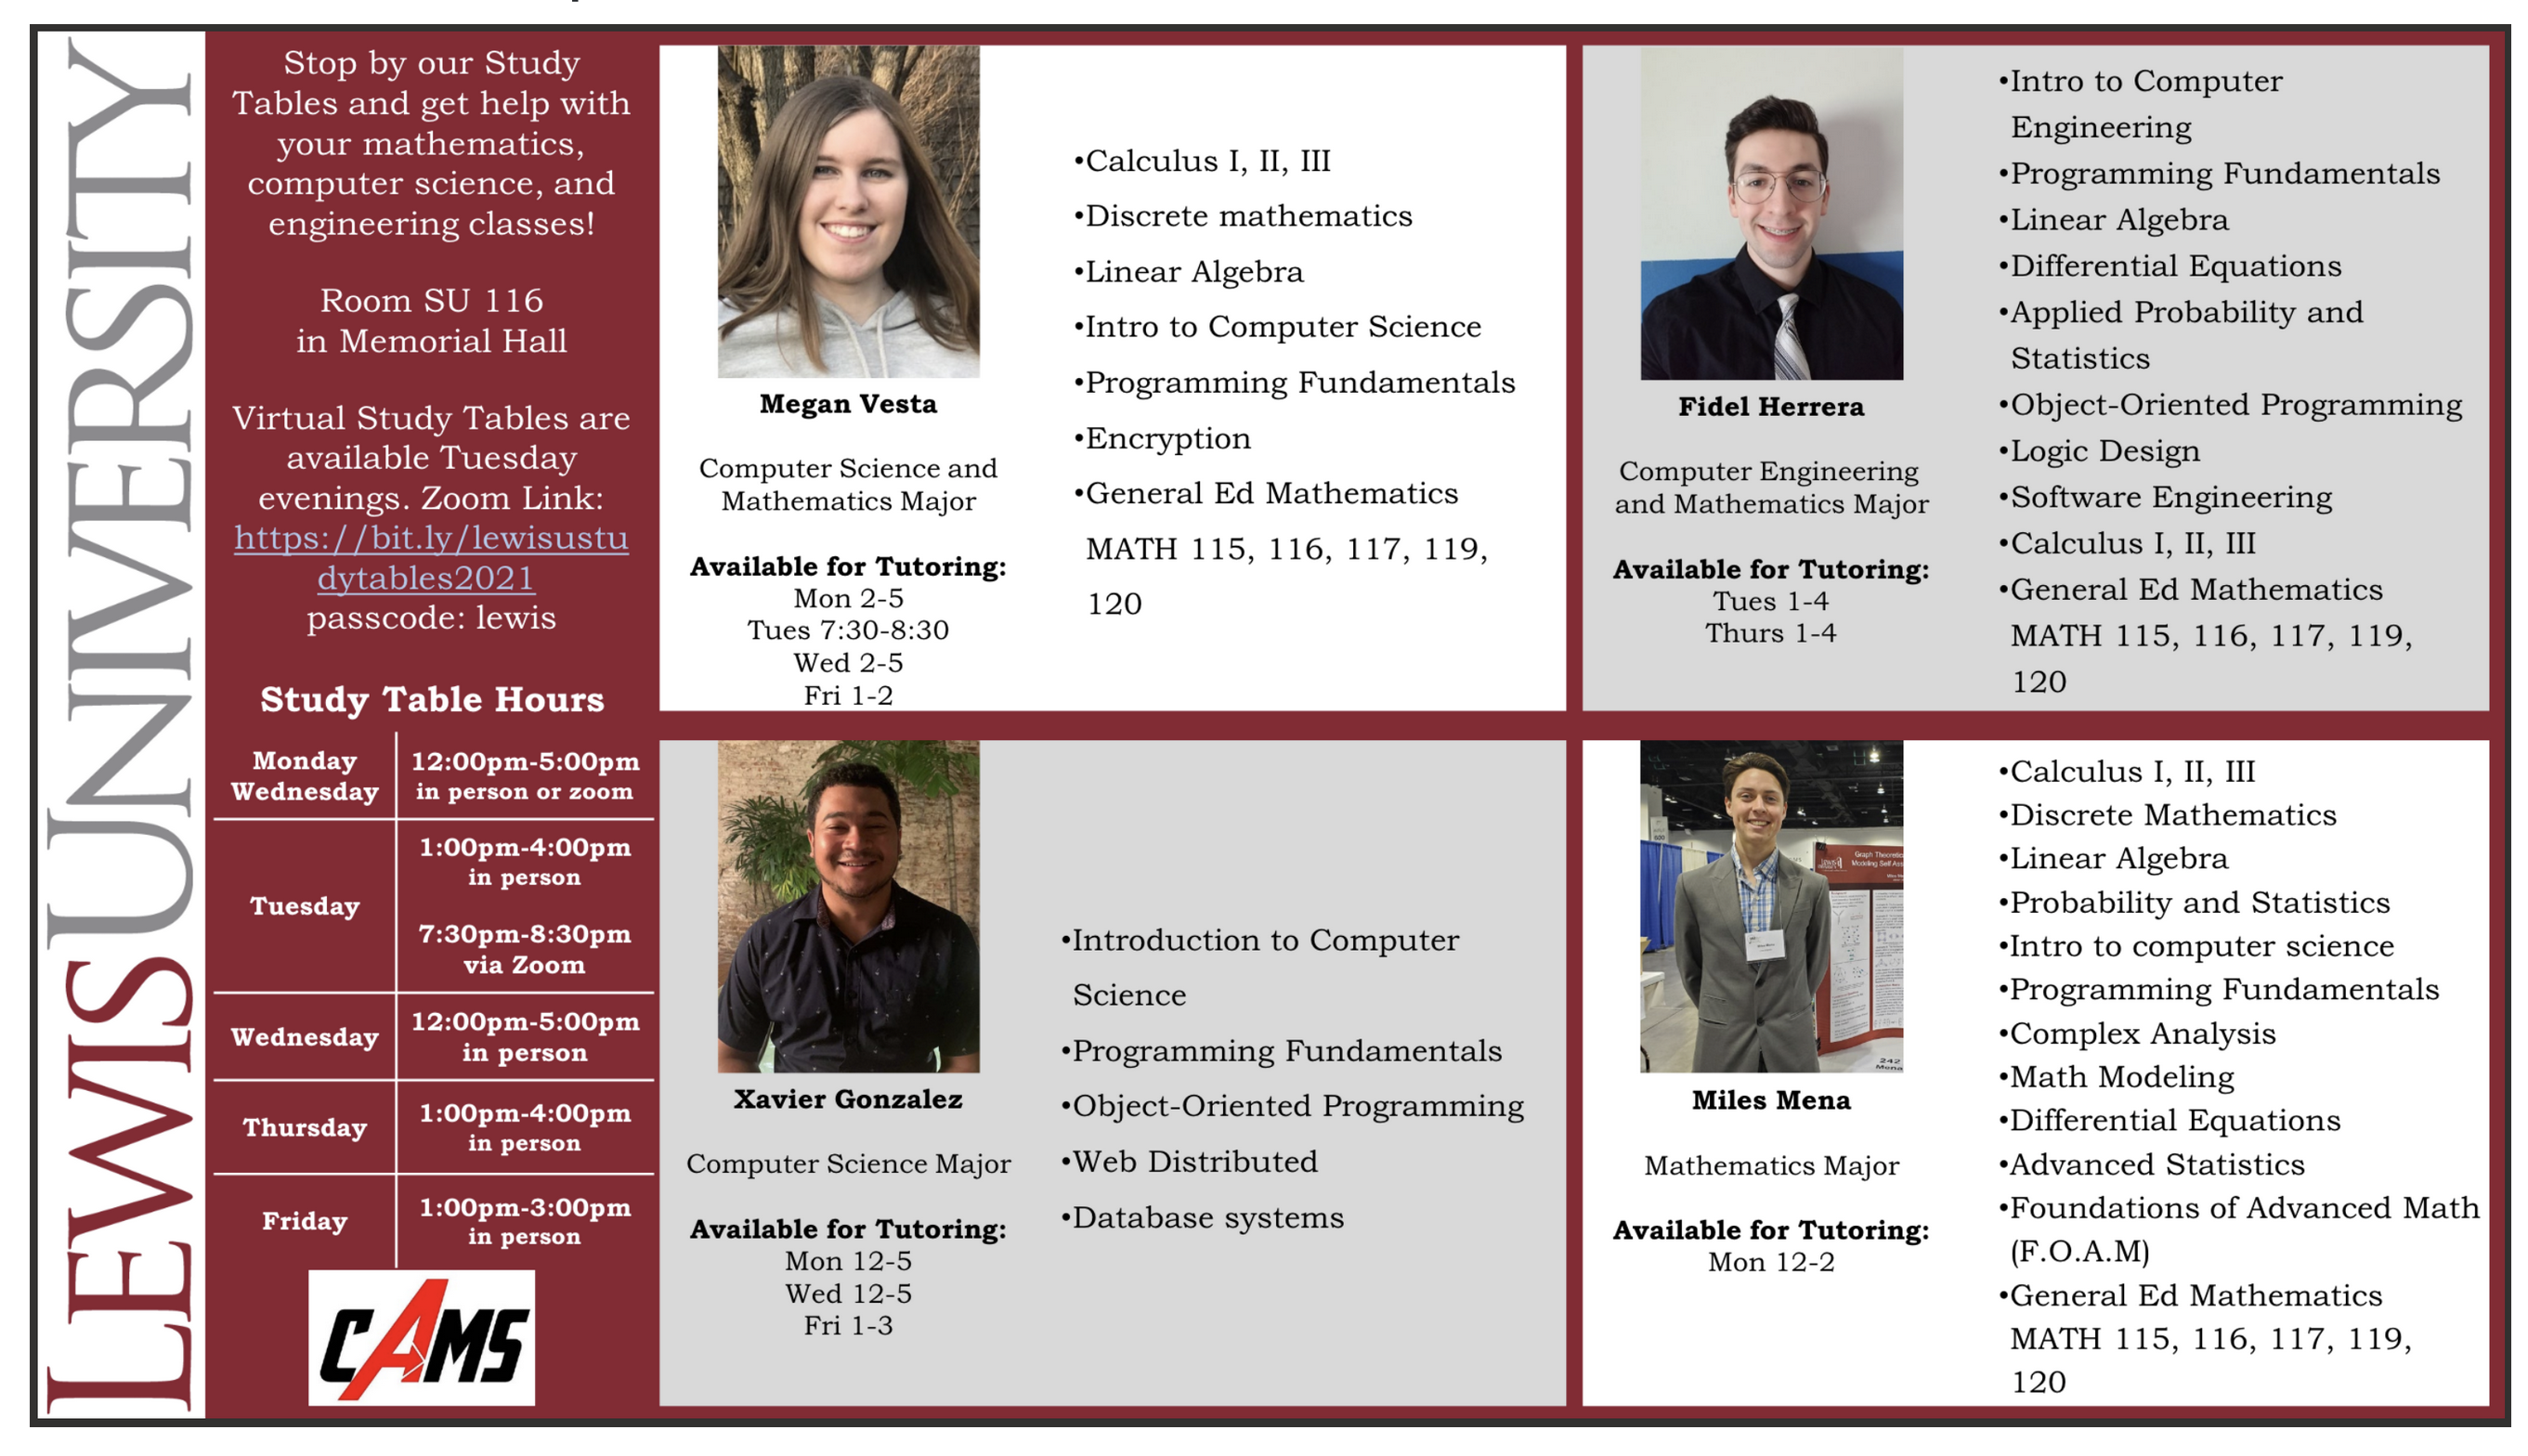 LEWIS UNIVERSITY
Stop by our Study
Tables and get help with
your mathematics,
computer science, and
engineering classes!
Room SU 116
in Memorial Hall
Virtual Study Tables are
available Tuesday
evenings. Zoom Link:
https://bit.ly/lewisustu
dytables2021
passcode: lewis
Study Table Hours
Monday
Wednesday
12:00pm-5:00pm
in person or zoom
Tuesday
1:00pm-4:00pm
in person
7:30pm-8:30pm
via Zoom
Wednesday
12:00pm-5:00pm
in person
Thursday
1:00pm-4:00pm
in person
Friday
1:00pm-3:00pm
in person
CAMS
Megan Vesta
Computer Science and
Mathematics Major
Available for Tutoring:
Mon 2-5
Tues 7:30-8:30
Wed 2-5
Fri 1-2
•Calculus I, II, III
•Discrete mathematics
•Linear Algebra
•Intro to Computer Science
•Programming Fundamentals
•Encryption
•General Ed Mathematics
MATH 115, 116, 117, 119,
120
Fidel Herrera
Computer Engineering
and Mathematics Major
Available for Tutoring:
Tues 1-4
Thurs 1-4
•Intro to Computer
Engineering
•Programming Fundamentals
•Linear Algebra
•Differential Equations
•Applied Probability and
Statistics
•Object-Oriented Programming
•Logic Design
•Software Engineering
•Calculus I, II, III
•General Ed Mathematics
MATH 115, 116, 117, 119,
120
Xavier Gonzalez
Computer Science Major
Available for Tutoring:
Mon 12-5
Wed 12-5
Fri 1-3
•Introduction to Computer
Science
•Programming Fundamentals
•Object-Oriented Programming
•Web Distributed
•Database systems
Graph Theoretic
Modeling Self Ass
242
Mena
Miles Mena
Mathematics Major
Available for Tutoring:
Mon 12-2
•Calculus I, II, III
•Discrete Mathematics
•Linear Algebra
•Probability and Statistics
•Intro to computer science
•Programming Fundamentals
•Complex Analysis
•Math Modeling
•Differential Equations
•Advanced Statistics
•Foundations of Advanced Math
(F.O.A.M)
•General Ed Mathematics
MATH 115, 116, 117, 119,
120